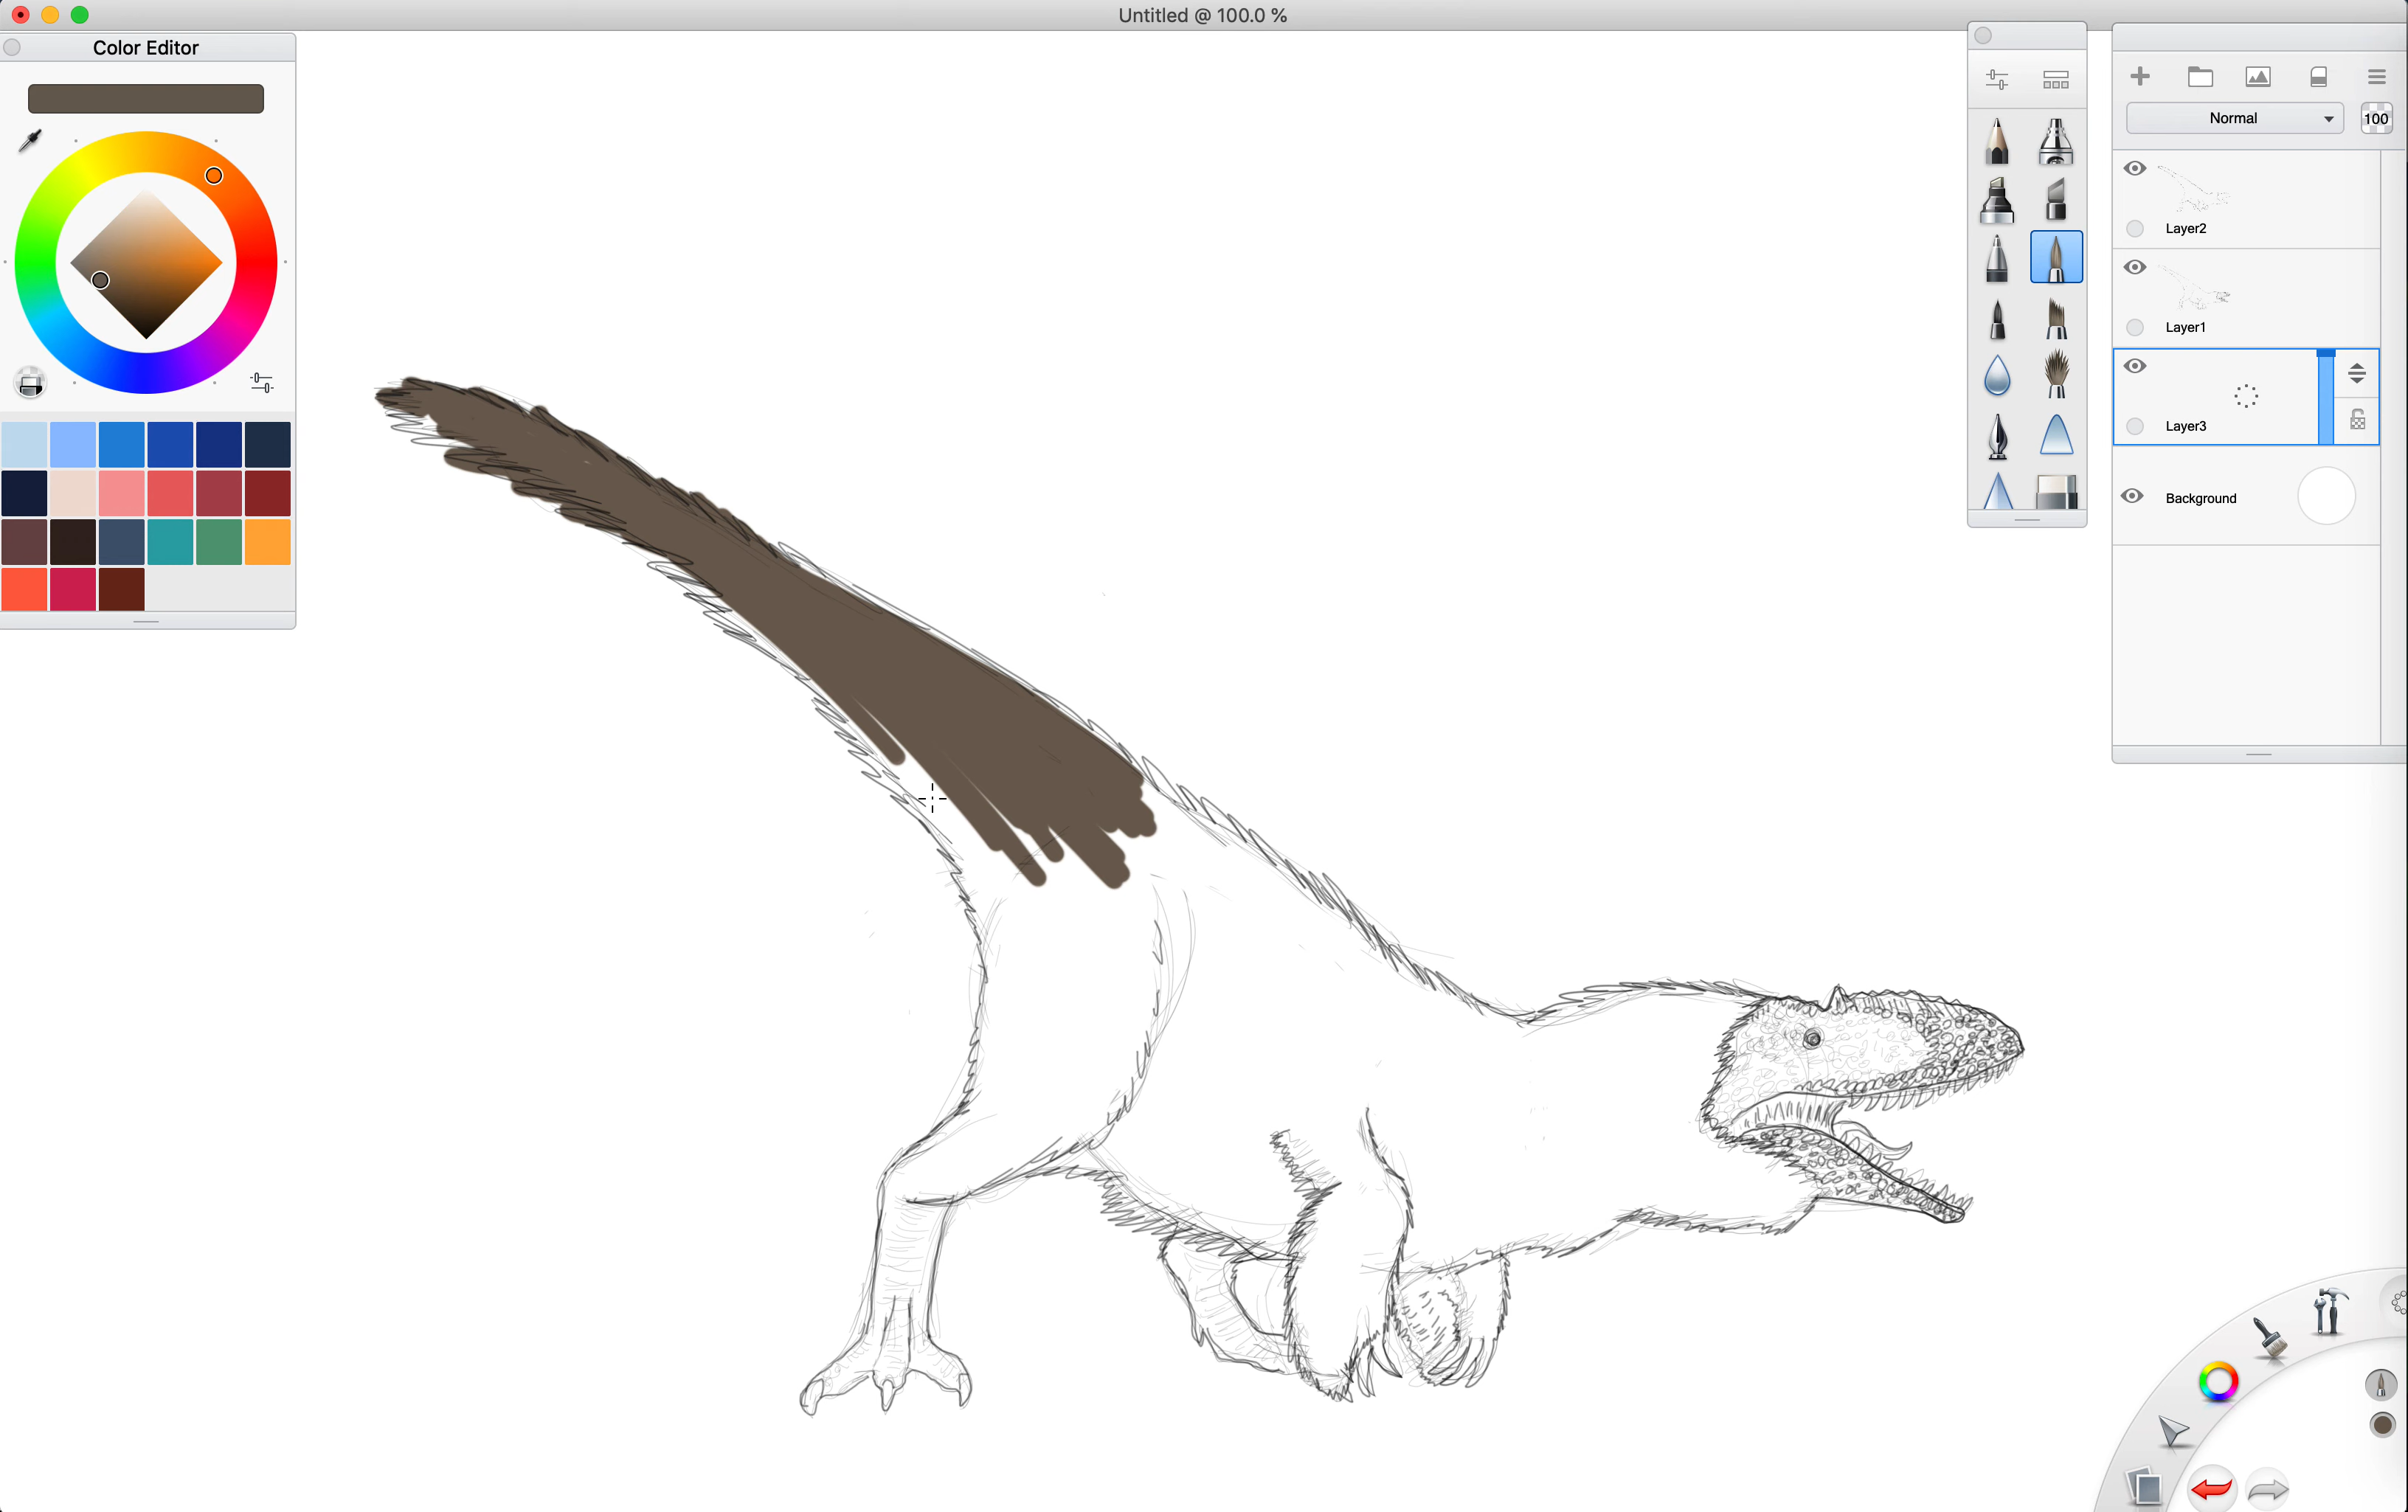 Untitled @ 100.0 %
Color Editor
Normal
100
Layer2
Layer1
Layer3
Background